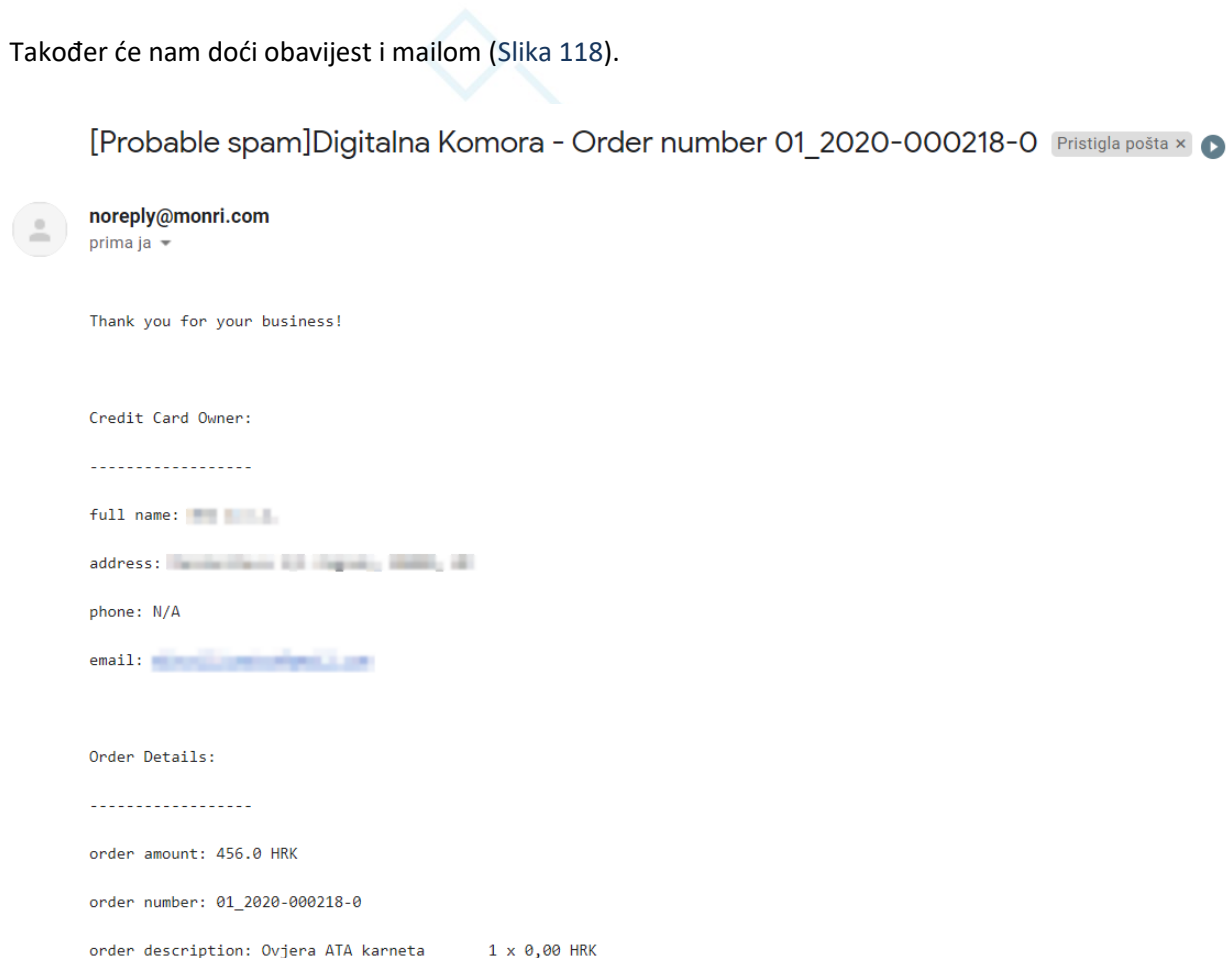 Također će nam doći obavijest i mailom (Slika 118).
[Probable spam]Digitalna Komora - Order number 01_2020-000218-0 Pristigla pošta ×
noreply@monri.com
prima ja
Thank you for your business!
Credit Card Owner:
------------------
full name:
address:
phone: N/A
email:
Order Details:
------------------
order amount: 456.0 HRK
order number: 01_2020-000218-0
order description: Ovjera ATA karneta 1 x 0,00 HRK